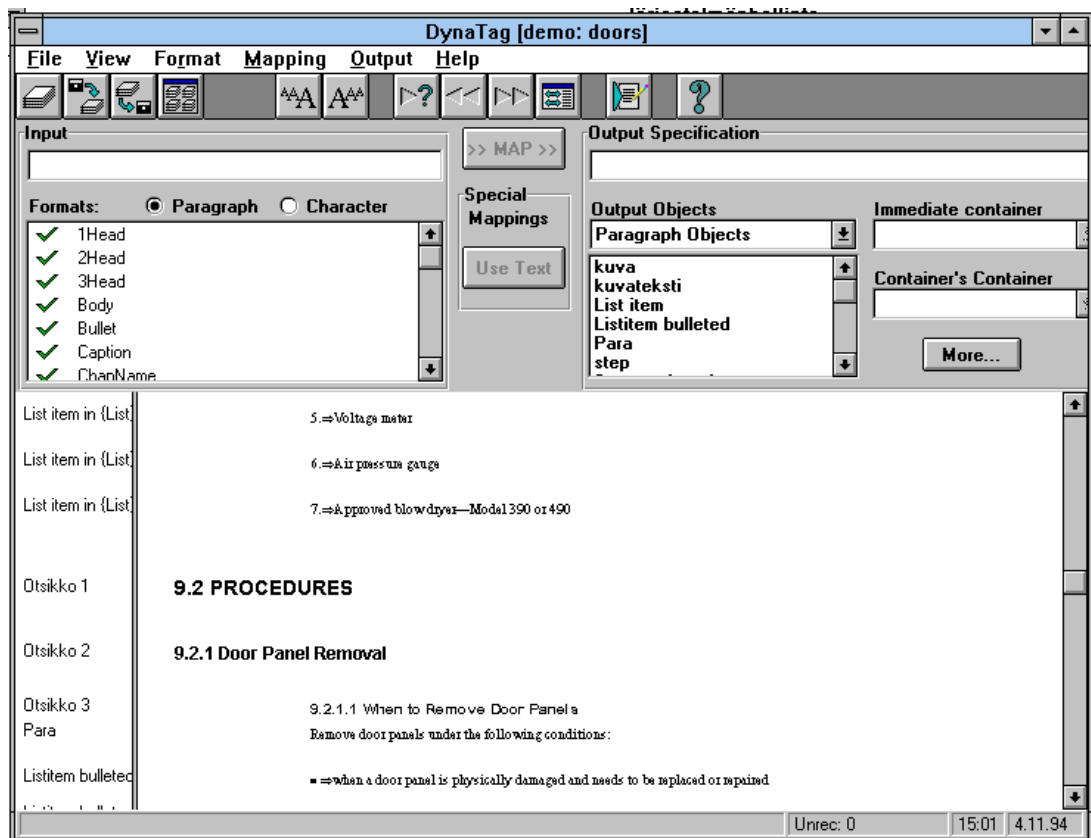 DynaTag [demo: doors]
File View Format Mapping Output Help
Input
>> MAP >>
Output Specification
Formats: Paragraph Character
Special
Mappings
Use Text
Output Objects
Paragraph Objects
Immediate container
Container's Container
More...
1Head
2Head
3Head
Body
Bullet
Caption
ChapName
kuva
kuvateksti
List item
Listitem bulleted
Para
step
List item in {List} 5.⇒Voltage meter
List item in {List} 6.⇒Air pressure gauge
List item in {List} 7.⇒Approved blowdryer—Model 390 or 490
Otsikko 1 9.2 PROCEDURES
Otsikko 2 9.2.1 Door Panel Removal
Otsikko 3 9.2.1.1 When to Remove Door Panels
Para Remove door panels under the following conditions:
Listitem bulleted ▪ ⇒when a door panel is physically damaged and needs to be replaced or repaired
Unrec: 0 15:01 4.11.94